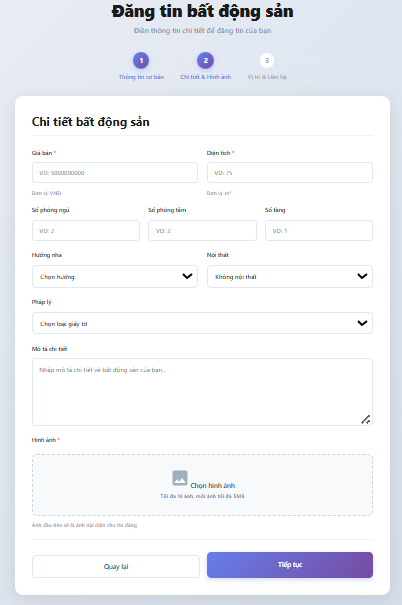 Đăng tin bất động sản
Điền thông tin chi tiết để đăng tin của bạn
1 2 3
Thông tin cơ bản Chi tiết & Hình ảnh Vị trí & Liên hệ
Chi tiết bất động sản
Giá bán * Diện tích *
VD: 5000000000 VD: 75
Đơn vị: VNĐ Đơn vị: m²
Số phòng ngủ Số phòng tắm Số tầng
VD: 2 VD: 2 VD: 1
Hướng nhà Nội thất
Chọn hướng Không nội thất
Pháp lý
Chọn loại giấy tờ
Mô tả chi tiết
Nhập mô tả chi tiết về bất động sản của bạn...
Hình ảnh *
Chọn hình ảnh
Tối đa 10 ảnh, mỗi ảnh tối đa 5MB
Ảnh đầu tiên sẽ là ảnh đại diện cho tin đăng
Quay lại Tiếp tục